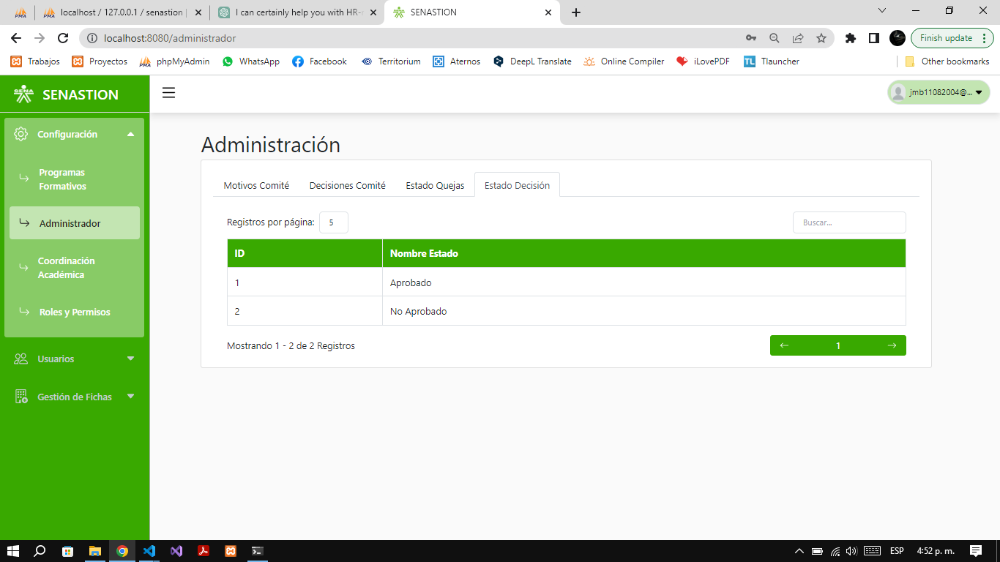 localhost / 127.0.0.1 / senastion |
I can certainly help you with HR-r
SENASTION
localhost:8080/administrador
Finish update
Trabajos
Proyectos
phpMyAdmin
WhatsApp
Facebook
Territorium
Aternos
DeepL Translate
Online Compiler
iLovePDF
Tlauncher
Other bookmarks
SENA
SENASTION
jmb11082004@...
Configuración
Programas
Formativos
Administrador
Coordinación
Académica
Roles y Permisos
Usuarios
Gestión de Fichas
Administración
Motivos Comité
Decisiones Comité
Estado Quejas
Estado Decisión
Registros por página: 5
Buscar...
ID Nombre Estado
1 Aprobado
2 No Aprobado
Mostrando 1 - 2 de 2 Registros
← 1 →
ESP
4:52 p. m.